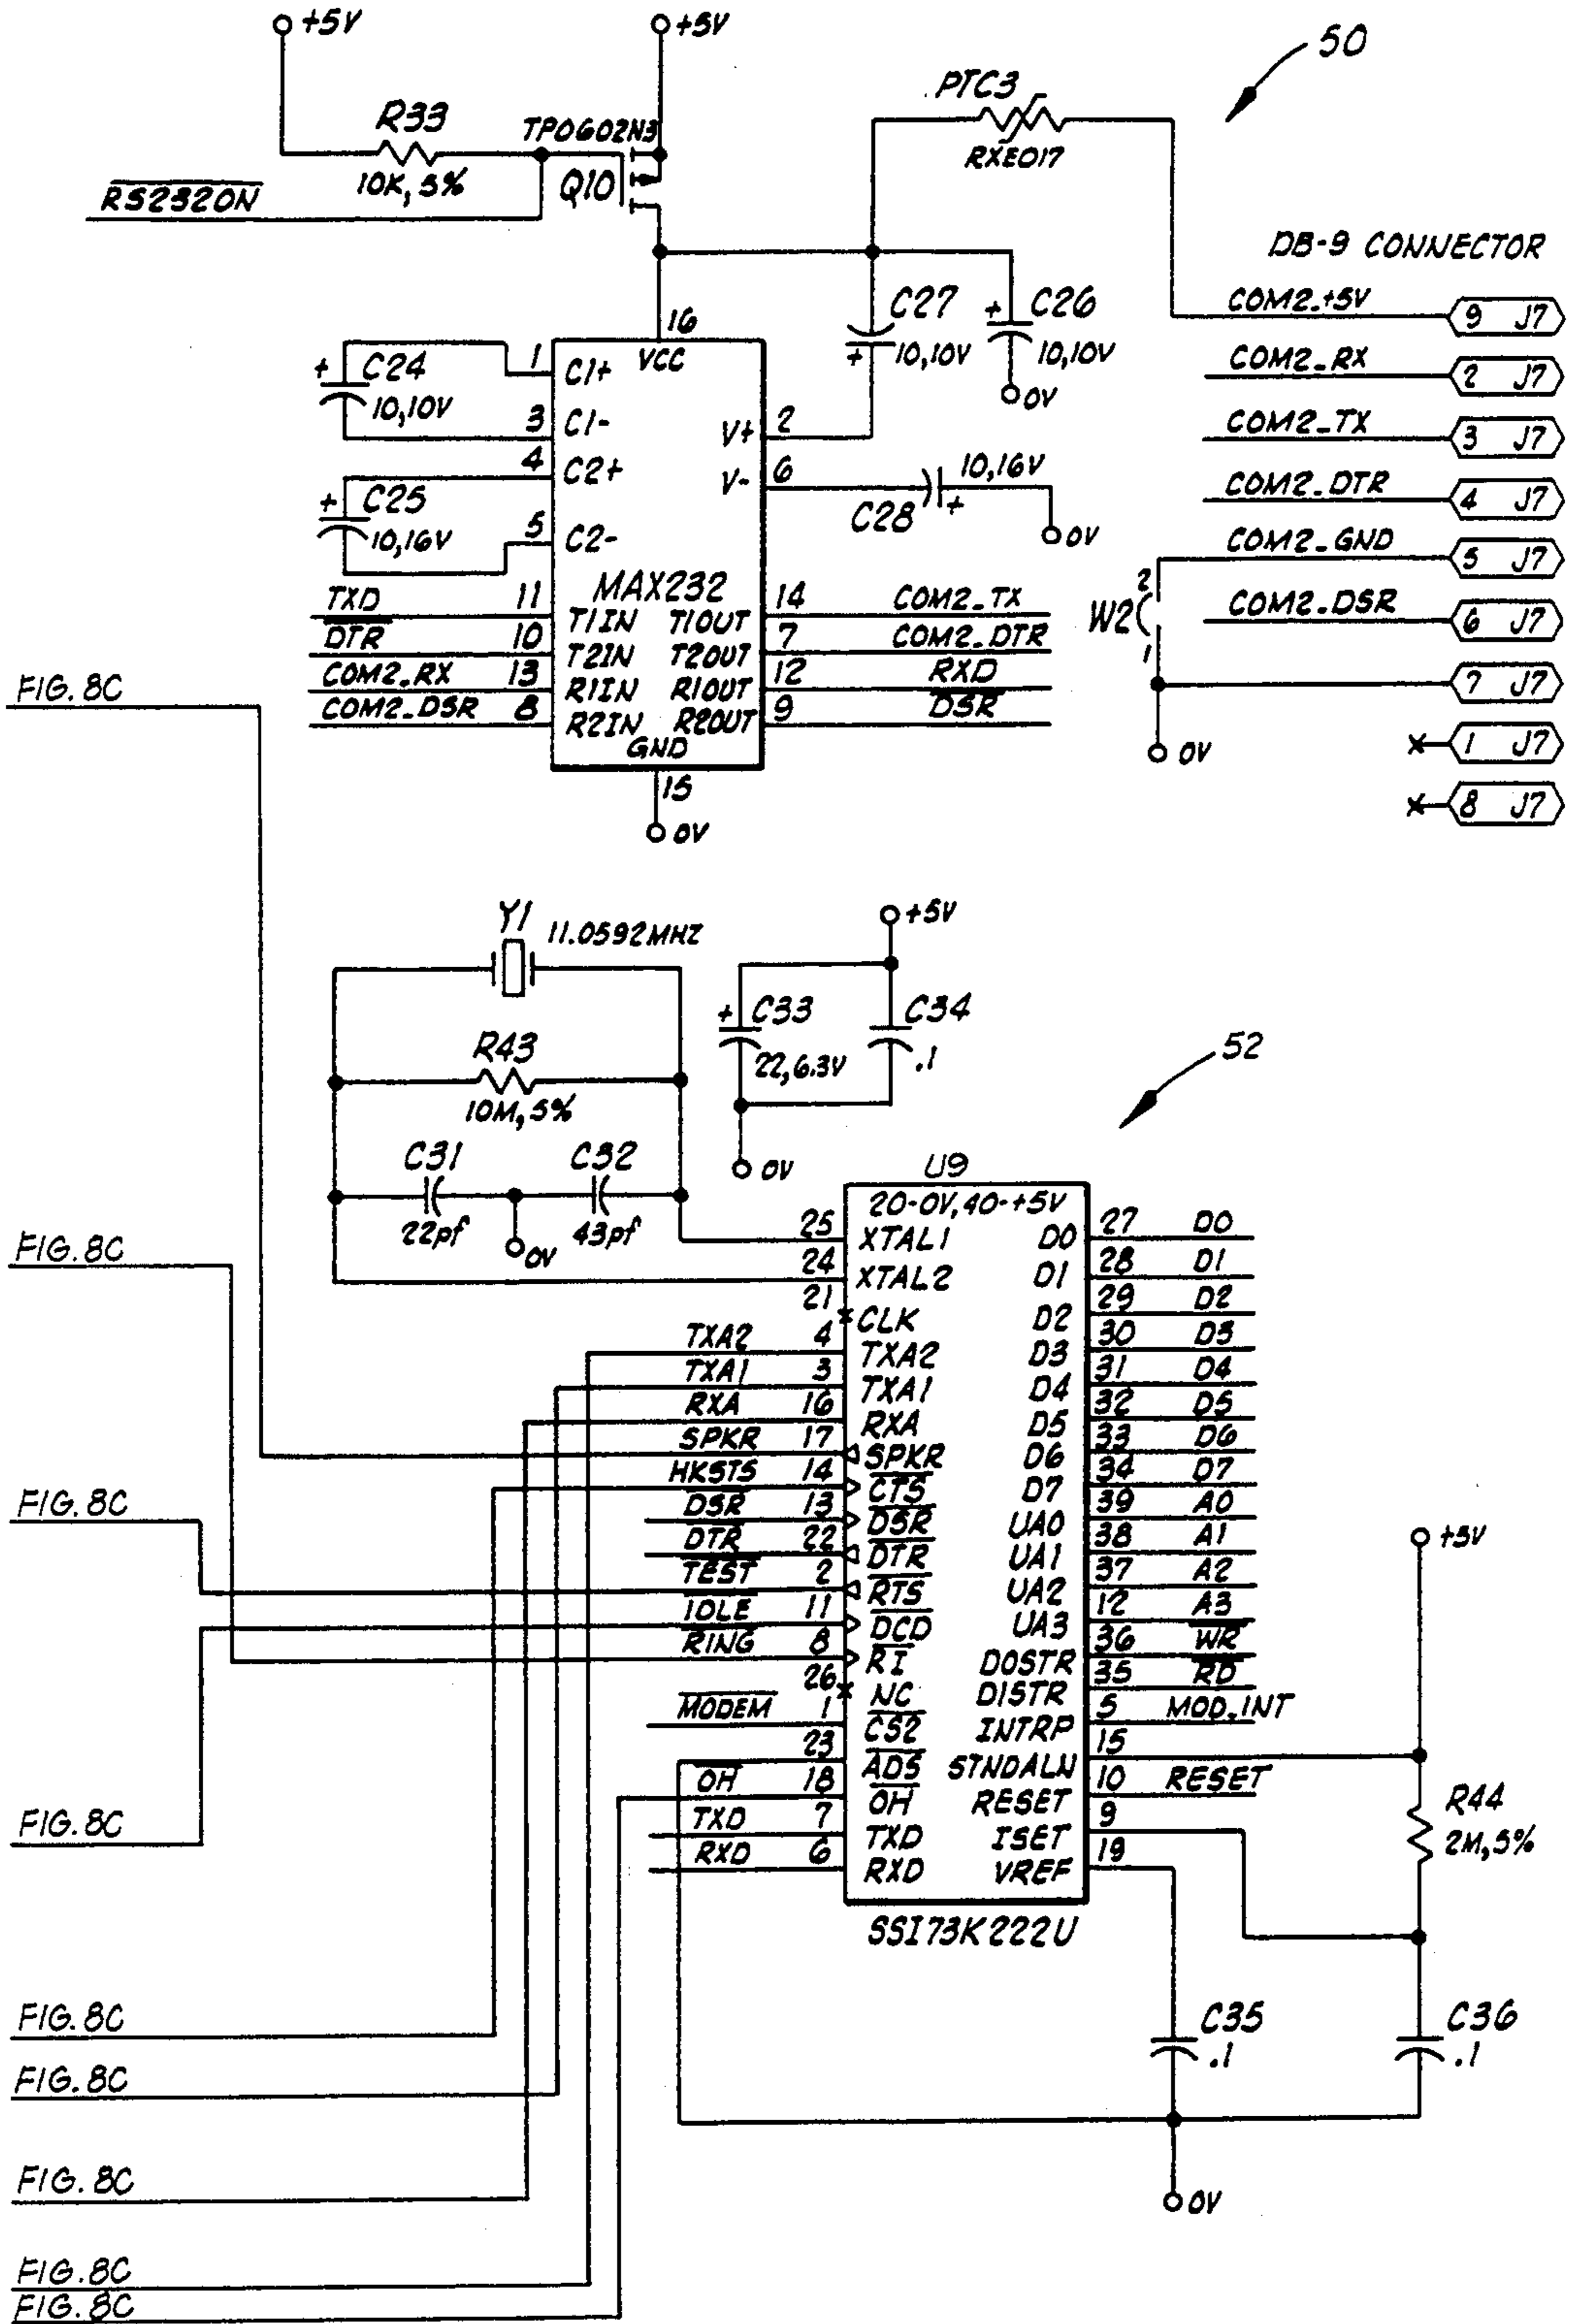 +5V
+5V
50
PTC3
R33
TP0602N3
RXE017
10K, 5%
Q10
RS232ON
DB-9 CONNECTOR
C27
C26
COM2.+5V
9 J7
16
+
10,10V
+
10,10V
VCC
COM2_RX
2 J7
+
C24
1
C1+
0V
10,10V
3
C1-
V+
2
COM2_TX
3 J7
4
C2+
V-
6
10,16V
COM2_DTR
4 J7
+
C25
C28
+
0V
10,16V
5
C2-
COM2_GND
5 J7
MAX232
2
TXD
11
T1IN
T1OUT
14
COM2_TX
W2
COM2.DSR
6 J7
DTR
10
T2IN
T2OUT
7
COM2.DTR
1
COM2_RX
13
R1IN
R1OUT
12
RXD
7 J7
FIG. 8C
COM2_DSR
8
R2IN
R2OUT
9
DSR
GND
0V
1 J7
15
8 J7
0V
Y1
11.0592MHZ
+5V
+
C33
C34
R43
22,6.3V
.1
52
10M,5%
C31
C32
0V
U9
22pf
0V
43pf
20-0V,40-+5V
FIG. 8C
25
XTAL1
D0
27
D0
24
XTAL2
D1
28
D1
21
CLK
D2
29
D2
TXA2
4
TXA2
D3
30
D3
TXA1
3
TXA1
D4
31
D4
RXA
16
RXA
D5
32
D5
SPKR
17
SPKR
D6
33
D6
HKSTS
14
CTS
D7
34
D7
FIG. 8C
DSR
13
DSR
UA0
39
A0
+5V
DTR
22
DTR
UA1
38
A1
TEST
2
RTS
UA2
37
A2
IDLE
11
DCD
UA3
12
A3
RING
8
RI
DOSTR
36
WR
26
NC
DISTR
35
RD
MODEM
1
CS2
INTRP
5
MOD_INT
23
ADS
STNDALN
15
OH
18
OH
RESET
10
RESET
FIG. 8C
TXD
7
TXD
ISET
9
R44
2M,5%
RXD
6
RXD
VREF
19
SSI73K222U
FIG. 8C
C35
.1
C36
.1
FIG. 8C
FIG. 8C
0V
FIG. 8C
FIG. 8C